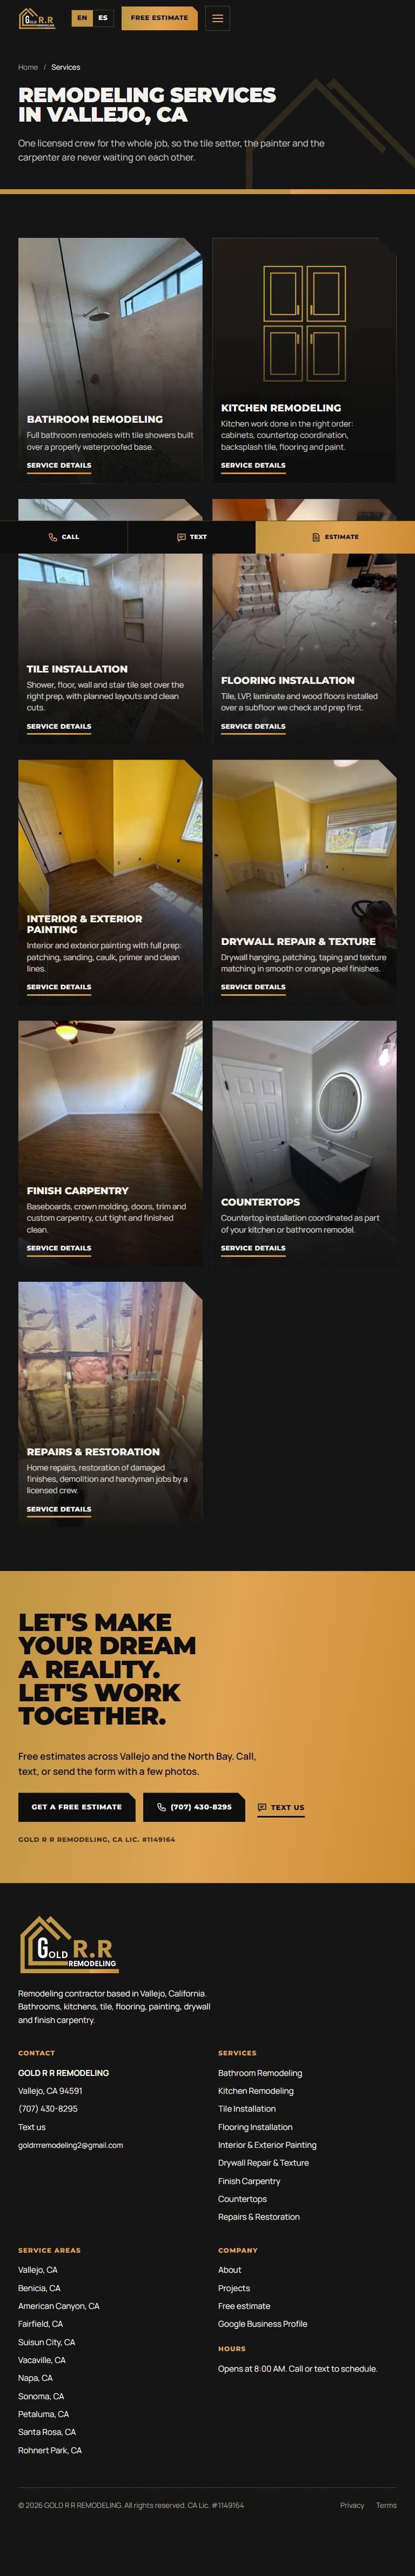 GOLD R.R
REMODELING
EN ES
FREE ESTIMATE
Home / Services
REMODELING SERVICES
IN VALLEJO, CA
One licensed crew for the whole job, so the tile setter, the painter and the
carpenter are never waiting on each other.
BATHROOM REMODELING
Full bathroom remodels with tile showers built
over a properly waterproofed base.
SERVICE DETAILS
KITCHEN REMODELING
Kitchen work done in the right order:
cabinets, countertop coordination,
backsplash tile, flooring and paint.
SERVICE DETAILS
CALL
TEXT
ESTIMATE
TILE INSTALLATION
Shower, floor, wall and stair tile set over the
right prep, with planned layouts and clean
cuts.
SERVICE DETAILS
FLOORING INSTALLATION
Tile, LVP, laminate and wood floors installed
over a subfloor we check and prep first.
SERVICE DETAILS
INTERIOR & EXTERIOR
PAINTING
Interior and exterior painting with full prep:
patching, sanding, caulk, primer and clean
lines.
SERVICE DETAILS
DRYWALL REPAIR & TEXTURE
Drywall hanging, patching, taping and texture
matching in smooth or orange peel finishes.
SERVICE DETAILS
FINISH CARPENTRY
Baseboards, crown molding, doors, trim and
custom carpentry, cut tight and finished
clean.
SERVICE DETAILS
COUNTERTOPS
Countertop installation coordinated as part
of your kitchen or bathroom remodel.
SERVICE DETAILS
REPAIRS & RESTORATION
Home repairs, restoration of damaged
finishes, demolition and handyman jobs by a
licensed crew.
SERVICE DETAILS
LET'S MAKE
YOUR DREAM
A REALITY.
LET'S WORK
TOGETHER.
Free estimates across Vallejo and the North Bay. Call,
text, or send the form with a few photos.
GET A FREE ESTIMATE
(707) 430-8295
TEXT US
GOLD R R REMODELING, CA LIC. #1149164
GOLD R.R
REMODELING
Remodeling contractor based in Vallejo, California.
Bathrooms, kitchens, tile, flooring, painting, drywall
and finish carpentry.
CONTACT
GOLD R R REMODELING
Vallejo, CA 94591
(707) 430-8295
Text us
goldrrremodeling2@gmail.com
SERVICES
Bathroom Remodeling
Kitchen Remodeling
Tile Installation
Flooring Installation
Interior & Exterior Painting
Drywall Repair & Texture
Finish Carpentry
Countertops
Repairs & Restoration
SERVICE AREAS
Vallejo, CA
Benicia, CA
American Canyon, CA
Fairfield, CA
Suisun City, CA
Vacaville, CA
Napa, CA
Sonoma, CA
Petaluma, CA
Santa Rosa, CA
Rohnert Park, CA
COMPANY
About
Projects
Free estimate
Google Business Profile
HOURS
Opens at 8:00 AM. Call or text to schedule.
© 2026 GOLD R R REMODELING. All rights reserved. CA Lic. #1149164
Privacy Terms